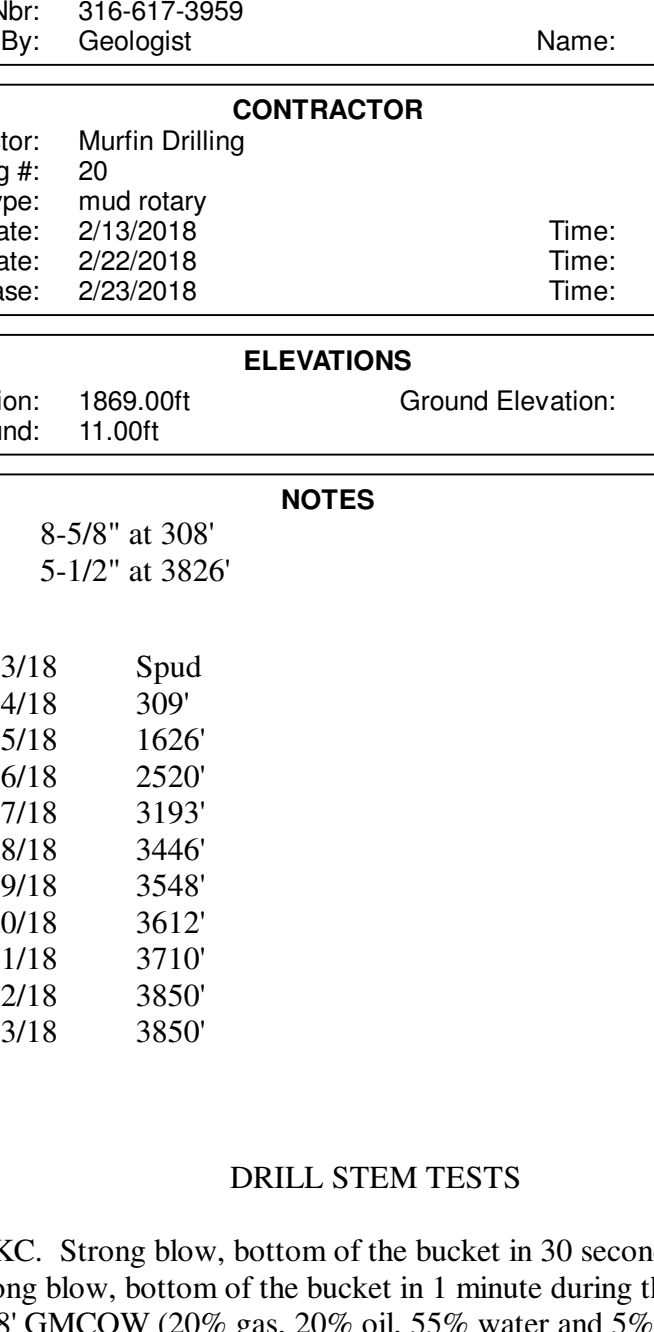 Nbr: 316-617-3959
By: Geologist Name:
CONTRACTOR
tor: Murfin Drilling
g #: 20
ype: mud rotary
ate: 2/13/2018 Time:
ate: 2/22/2018 Time:
ase: 2/23/2018 Time:
ELEVATIONS
ion: 1869.00ft Ground Elevation:
und: 11.00ft
NOTES
8-5/8" at 308'
5-1/2" at 3826'
3/18 Spud
4/18 309'
5/18 1626'
6/18 2520'
7/18 3193'
8/18 3446'
9/18 3548'
0/18 3612'
1/18 3710'
2/18 3850'
3/18 3850'
DRILL STEM TESTS
KC. Strong blow, bottom of the bucket in 30 secon
ong blow, bottom of the bucket in 1 minute during th
8' GMCOW (20% gas, 20% oil, 55% water and 5%